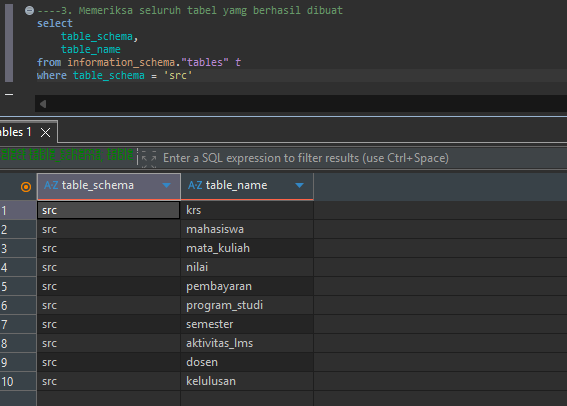 ----3. Memeriksa seluruh tabel yamg berhasil dibuat
select
table_schema,
table_name
from information_schema."tables" t
where table_schema = 'src'
ables 1
Enter a SQL expression to filter results (use Ctrl+Space)
A-Z table_schema A-Z table_name
1 src krs
2 src mahasiswa
3 src mata_kuliah
4 src nilai
5 src pembayaran
6 src program_studi
7 src semester
8 src aktivitas_lms
9 src dosen
10 src kelulusan